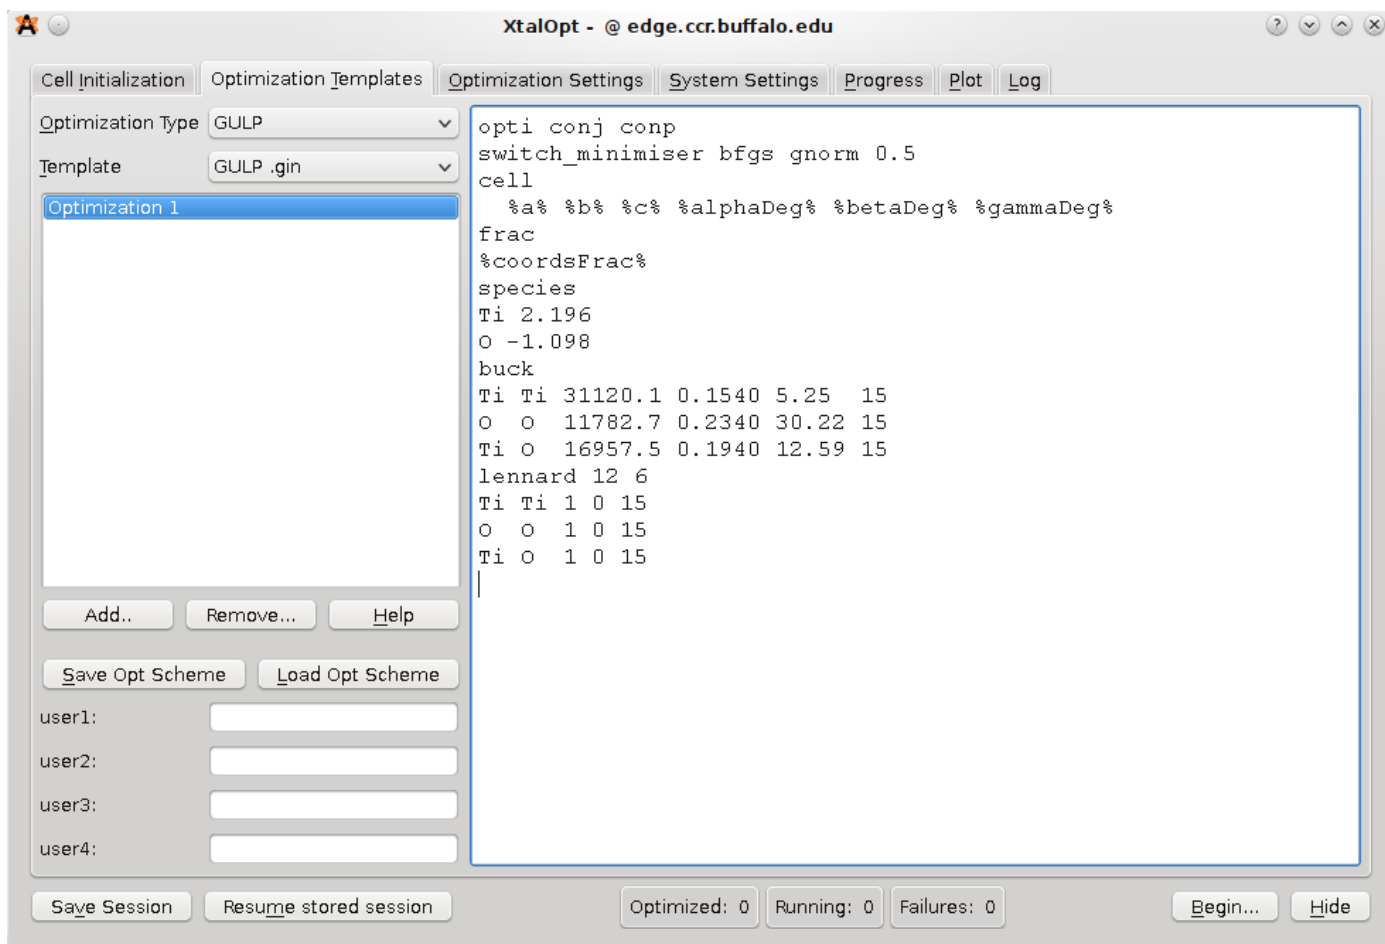 XtalOpt - @ edge.ccr.buffalo.edu
Cell Initialization Optimization Templates Optimization Settings System Settings Progress Plot Log
Optimization Type GULP
Template GULP .gin
Optimization 1
opti conj conp
switch_minimiser bfgs gnorm 0.5
cell
  %a% %b% %c% %alphaDeg% %betaDeg% %gammaDeg%
frac
%coordsFrac%
species
Ti 2.196
O -1.098
buck
Ti Ti 31120.1 0.1540 5.25  15
O  O  11782.7 0.2340 30.22 15
Ti O  16957.5 0.1940 12.59 15
lennard 12 6
Ti Ti 1 0 15
O  O  1 0 15
Ti O  1 0 15
Add.. Remove... Help
Save Opt Scheme Load Opt Scheme
user1:
user2:
user3:
user4:
Save Session Resume stored session Optimized: 0 Running: 0 Failures: 0 Begin... Hide